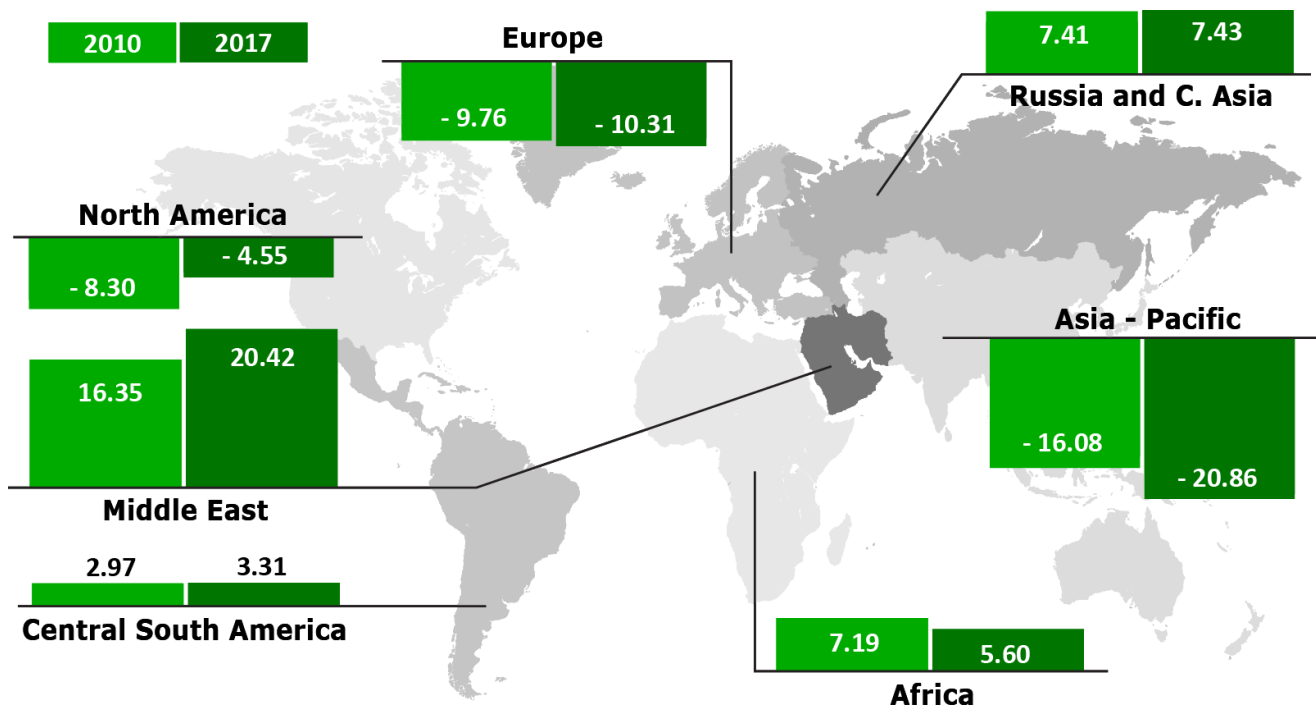 2010 2017
Europe
- 9.76 - 10.31
7.41 7.43
Russia and C. Asia
North America
- 8.30 - 4.55
16.35 20.42
Middle East
2.97 3.31
Central South America
Asia - Pacific
- 16.08 - 20.86
7.19 5.60
Africa